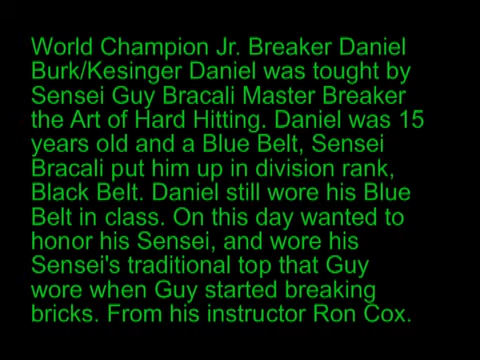 World Champion Jr. Breaker Daniel
Burk/Kesinger Daniel was tought by
Sensei Guy Bracali Master Breaker
the Art of Hard Hitting. Daniel was 15
years old and a Blue Belt, Sensei
Bracali put him up in division rank,
Black Belt. Daniel still wore his Blue
Belt in class. On this day wanted to
honor his Sensei, and wore his
Sensei's traditional top that Guy
wore when Guy started breaking
bricks. From his instructor Ron Cox.